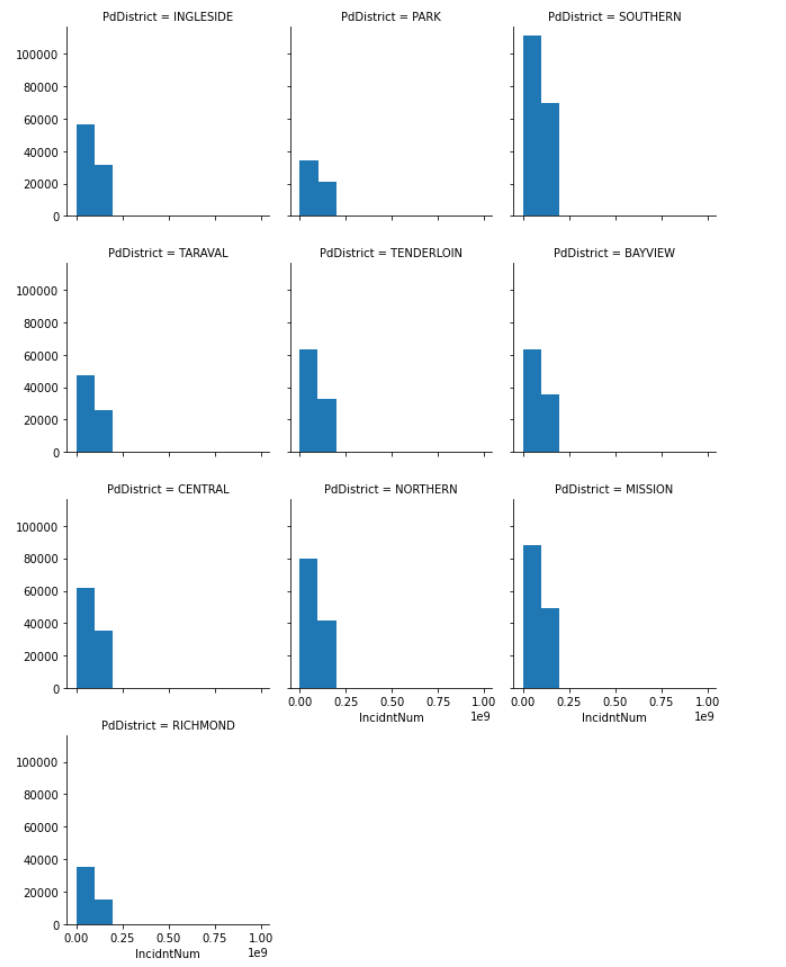 PdDistrict = INGLESIDE
PdDistrict = PARK
PdDistrict = SOUTHERN
100000
80000
60000
40000
20000
0
PdDistrict = TARAVAL
PdDistrict = TENDERLOIN
PdDistrict = BAYVIEW
100000
80000
60000
40000
20000
0
PdDistrict = CENTRAL
PdDistrict = NORTHERN
PdDistrict = MISSION
100000
80000
60000
40000
20000
0
0.00 0.25 0.50 0.75 1.00
IncidntNum 1e9
0.00 0.25 0.50 0.75 1.00
IncidntNum 1e9
PdDistrict = RICHMOND
100000
80000
60000
40000
20000
0
0.00 0.25 0.50 0.75 1.00
IncidntNum 1e9